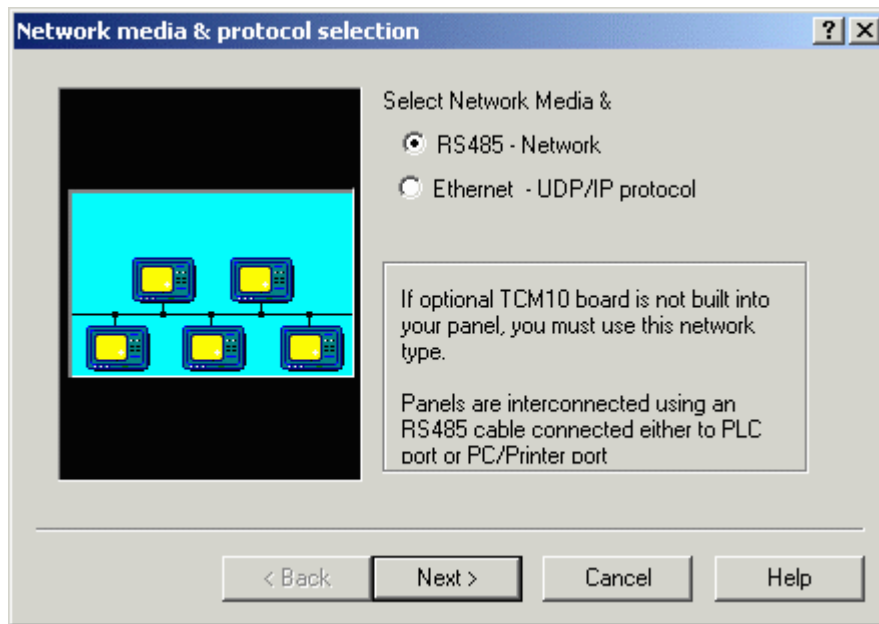 Network media & protocol selection
Select Network Media &
RS485 - Network
Ethernet - UDP/IP protocol
If optional TCM10 board is not built into
your panel, you must use this network
type.
Panels are interconnected using an
RS485 cable connected either to PLC
port or PC/Printer port
< Back
Next >
Cancel
Help